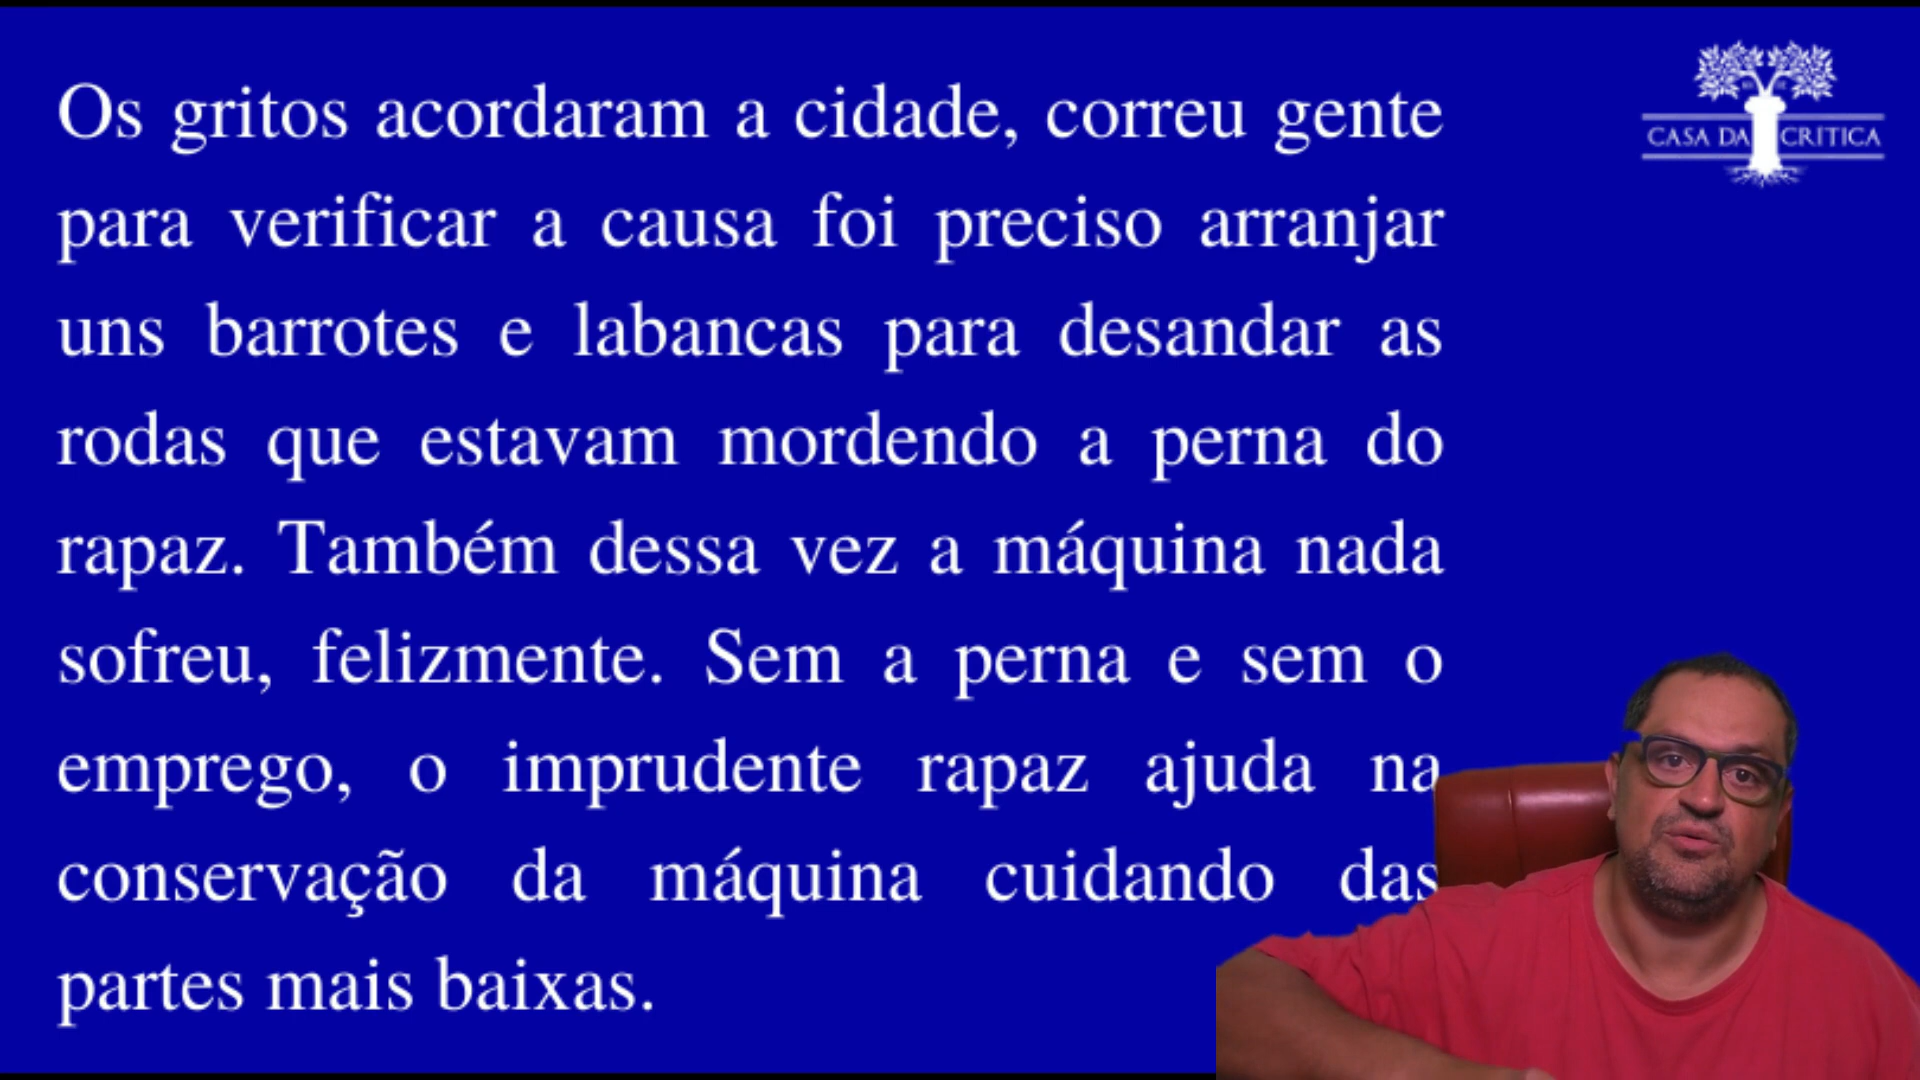 Os gritos acordaram a cidade, correu gente
para verificar a causa foi preciso arranjar
uns barrotes e labancas para desandar as
rodas que estavam mordendo a perna do
rapaz. Também dessa vez a máquina nada
sofreu, felizmente. Sem a perna e sem o
emprego, o imprudente rapaz ajuda na
conservação da máquina cuidando das
partes mais baixas.
CASA DA CRÍTICA